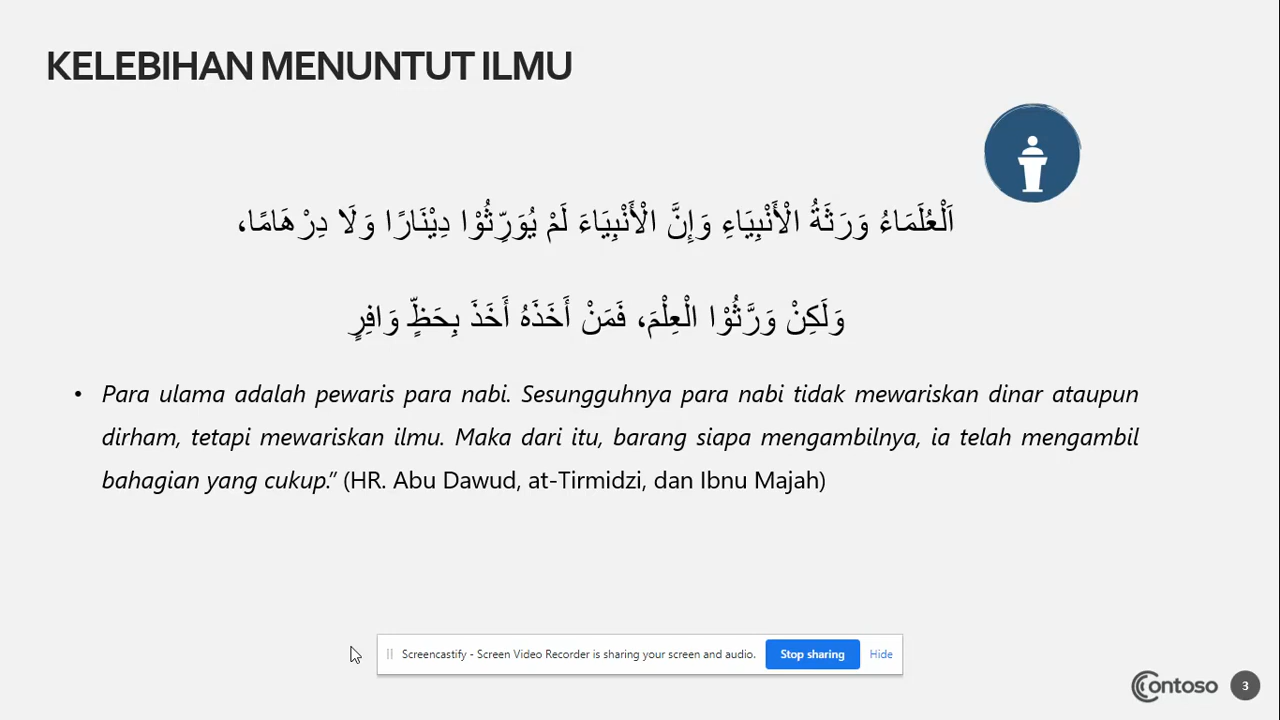 KELEBIHAN MENUNTUT ILMU
اَلْعُلَمَاءُ وَرَثَةُ الْأَنْبِيَاءِ وَإِنَّ الْأَنْبِيَاءَ لَمْ يُوَرِّثُوْا دِيْنَارًا وَلَا دِرْهَامًا،
وَلَكِنْ وَرَّثُوْا الْعِلْمَ، فَمَنْ أَخَذَهُ أَخَذَ بِحَظٍّ وَافِرٍ
• Para ulama adalah pewaris para nabi. Sesungguhnya para nabi tidak mewariskan dinar ataupun
dirham, tetapi mewariskan ilmu. Maka dari itu, barang siapa mengambilnya, ia telah mengambil
bahagian yang cukup.” (HR. Abu Dawud, at-Tirmidzi, dan Ibnu Majah)
Screencastify - Screen Video Recorder is sharing your screen and audio. Stop sharing Hide
Contoso 3